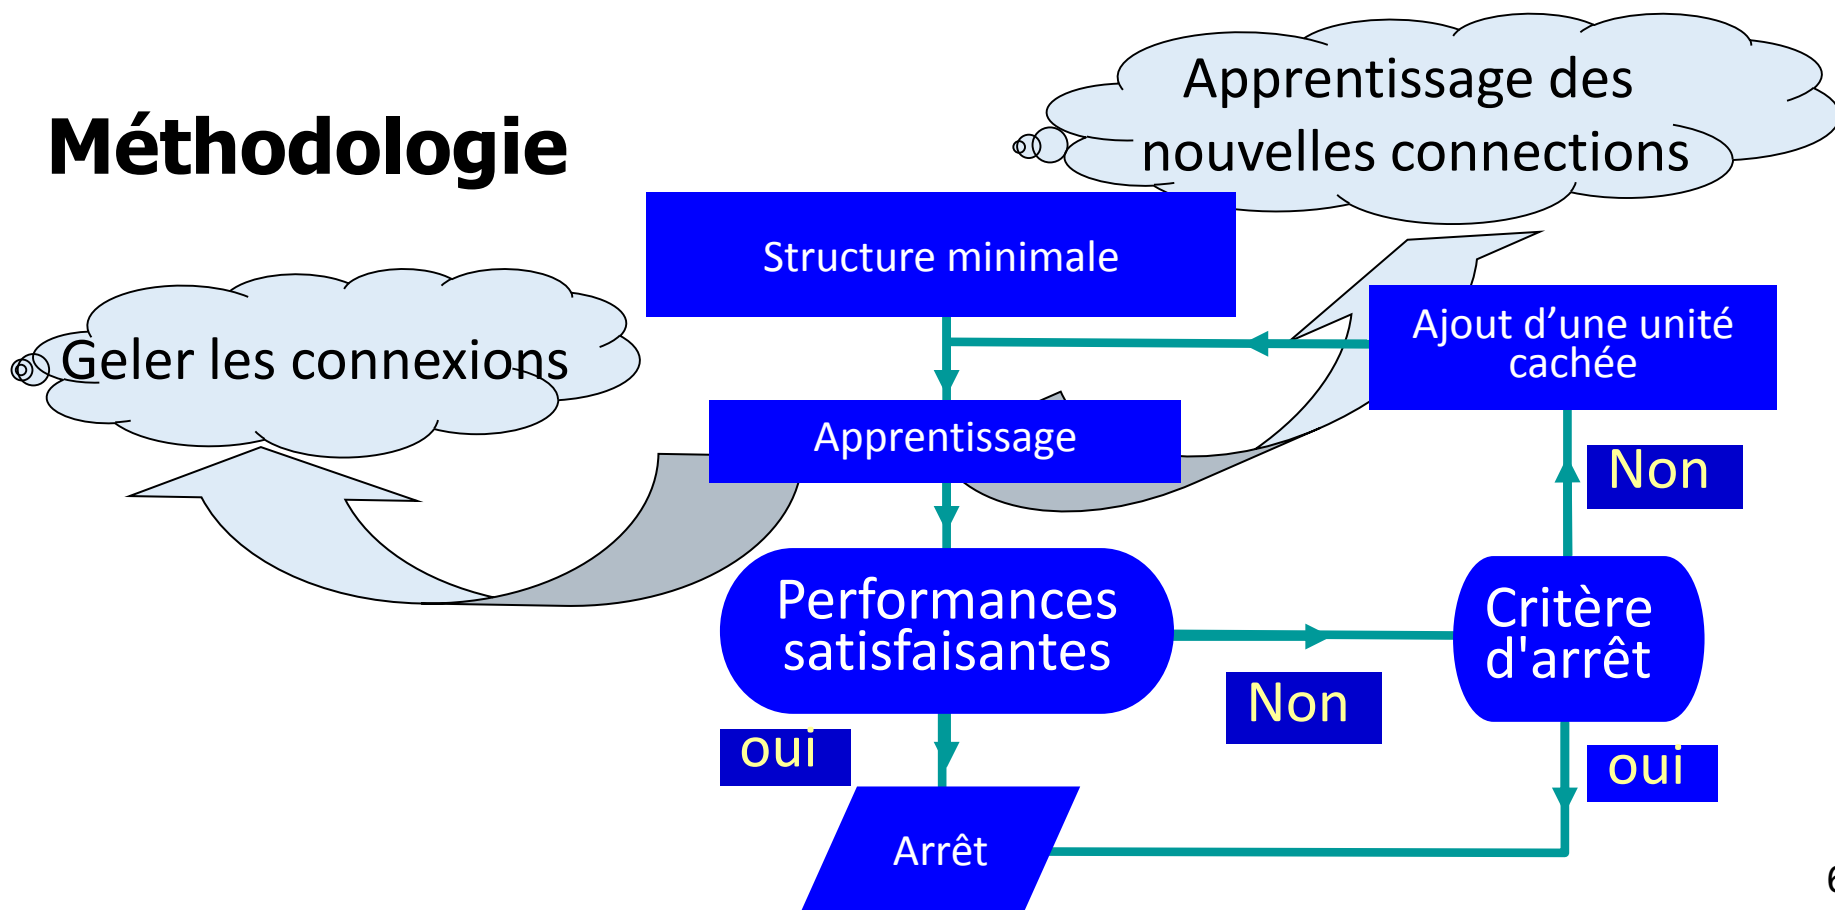 Apprentissage des
nouvelles connections
Méthodologie
Structure minimale
Geler les connexions
Ajout d’une unité
cachée
Apprentissage
Non
Performances
satisfaisantes
Critère
d'arrêt
Non
oui
oui
Arrêt
6